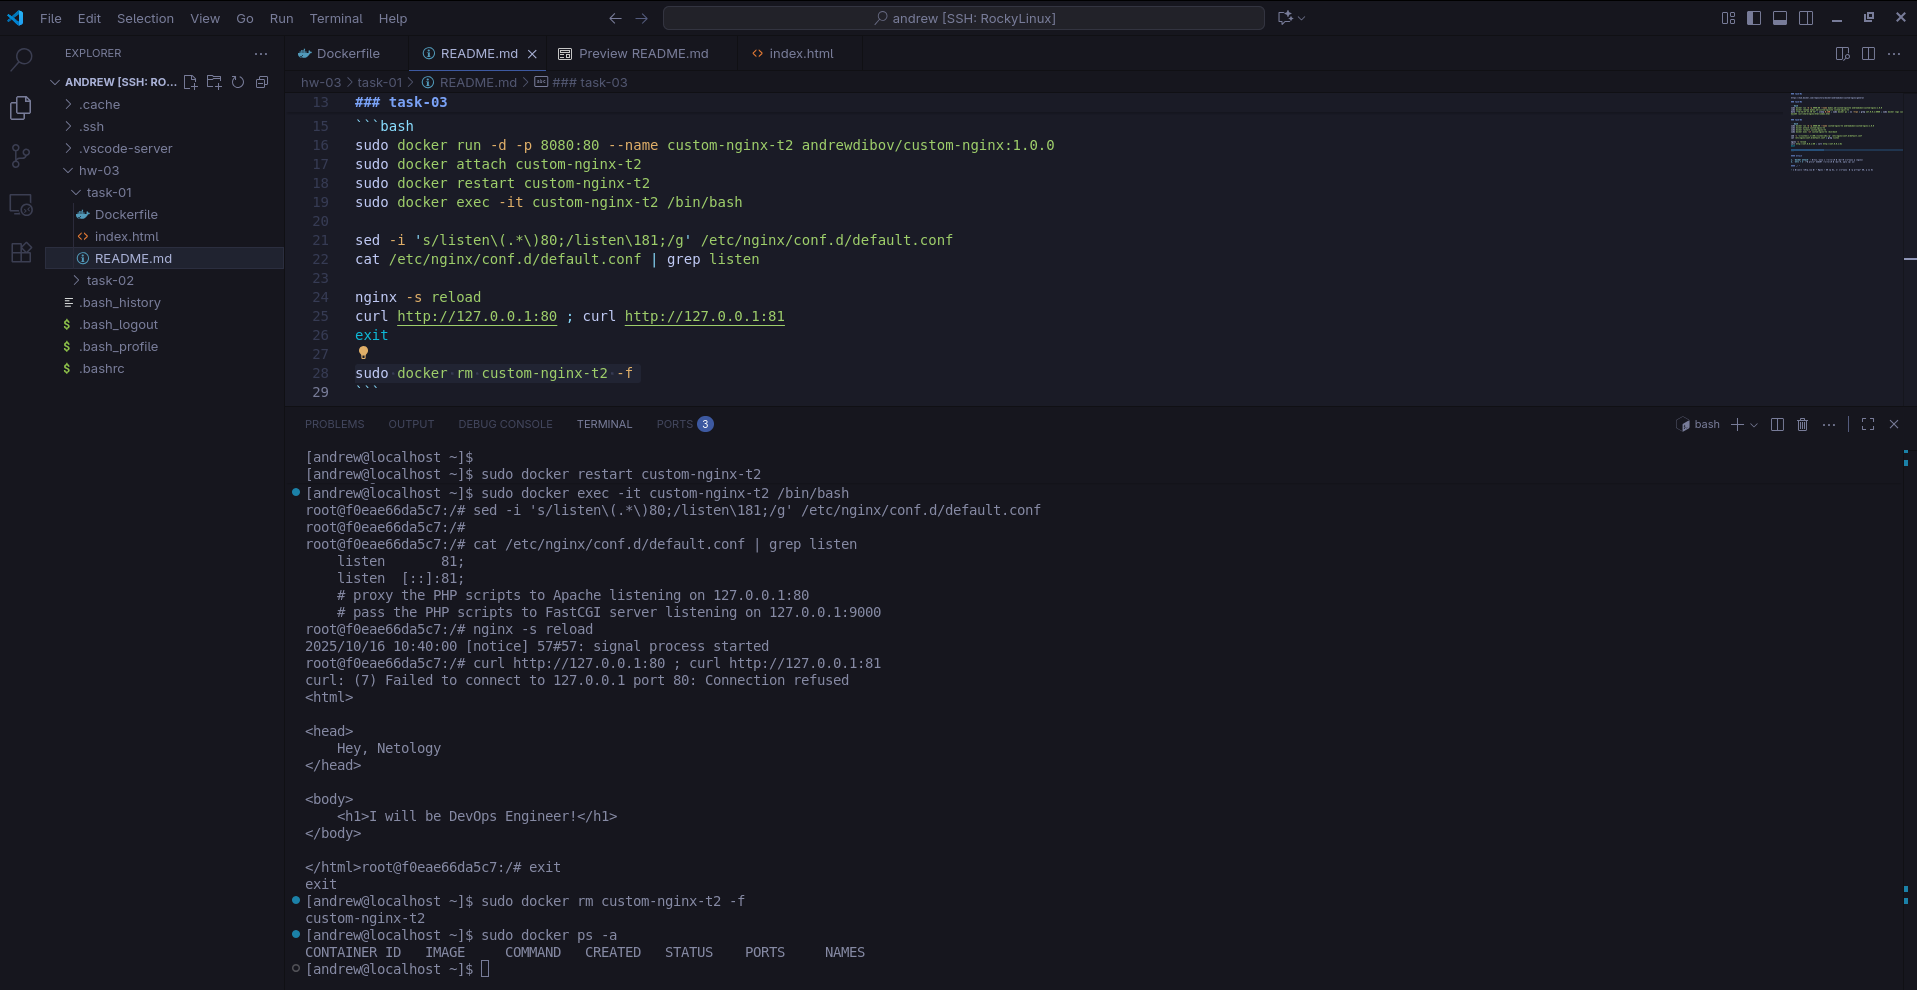 File Edit Selection View Go Run Terminal Help
andrew [SSH: RockyLinux]
EXPLORER
ANDREW [SSH: RO...
.cache
.ssh
.vscode-server
hw-03
task-01
Dockerfile
index.html
README.md
task-02
.bash_history
.bash_logout
.bash_profile
.bashrc
Dockerfile README.md Preview README.md index.html
hw-03 > task-01 > README.md > ### task-03
13 ### task-03
15 ```bash
16 sudo docker run -d -p 8080:80 --name custom-nginx-t2 andrewdibov/custom-nginx:1.0.0
17 sudo docker attach custom-nginx-t2
18 sudo docker restart custom-nginx-t2
19 sudo docker exec -it custom-nginx-t2 /bin/bash
20
21 sed -i 's/listen\(.*\)80;/listen\181;/g' /etc/nginx/conf.d/default.conf
22 cat /etc/nginx/conf.d/default.conf | grep listen
23
24 nginx -s reload
25 curl http://127.0.0.1:80 ; curl http://127.0.0.1:81
26 exit
27
28 sudo docker rm custom-nginx-t2 -f
29 ```
PROBLEMS OUTPUT DEBUG CONSOLE TERMINAL PORTS 3
bash
[andrew@localhost ~]$
[andrew@localhost ~]$ sudo docker restart custom-nginx-t2
[andrew@localhost ~]$ sudo docker exec -it custom-nginx-t2 /bin/bash
root@f0eae66da5c7:/# sed -i 's/listen\(.*\)80;/listen\181;/g' /etc/nginx/conf.d/default.conf
root@f0eae66da5c7:/#
root@f0eae66da5c7:/# cat /etc/nginx/conf.d/default.conf | grep listen
listen       81;
listen  [::]:81;
# proxy the PHP scripts to Apache listening on 127.0.0.1:80
# pass the PHP scripts to FastCGI server listening on 127.0.0.1:9000
root@f0eae66da5c7:/# nginx -s reload
2025/10/16 10:40:00 [notice] 57#57: signal process started
root@f0eae66da5c7:/# curl http://127.0.0.1:80 ; curl http://127.0.0.1:81
curl: (7) Failed to connect to 127.0.0.1 port 80: Connection refused
<html>
<head>
Hey, Netology
</head>
<body>
<h1>I will be DevOps Engineer!</h1>
</body>
</html>root@f0eae66da5c7:/# exit
exit
[andrew@localhost ~]$ sudo docker rm custom-nginx-t2 -f
custom-nginx-t2
[andrew@localhost ~]$ sudo docker ps -a
CONTAINER ID   IMAGE     COMMAND   CREATED   STATUS    PORTS     NAMES
[andrew@localhost ~]$